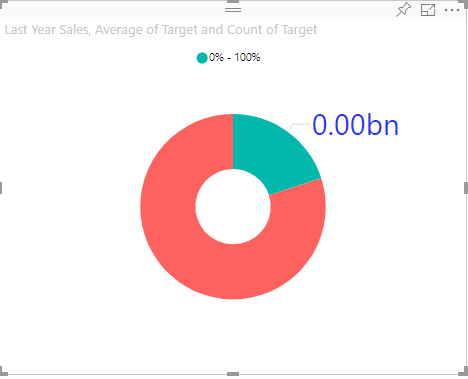 Last Year Sales, Average of Target and Count of Target
0% - 100%
0.00bn